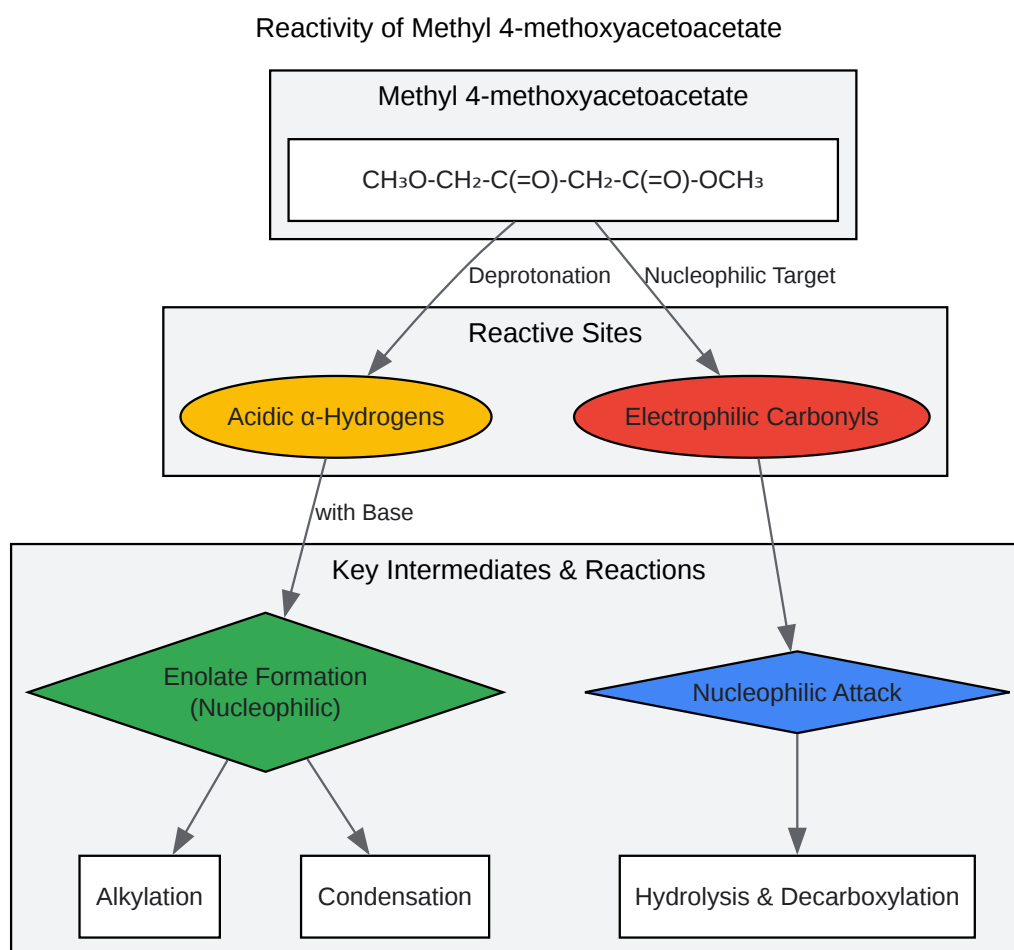 Reactivity of Methyl 4-methoxyacetoacetate
Methyl 4-methoxyacetoacetate
CH₃O-CH₂-C(=O)-CH₂-C(=O)-OCH₃
Deprotonation
Nucleophilic Target
Reactive Sites
Acidic α-Hydrogens
Electrophilic Carbonyls
with Base
Key Intermediates & Reactions
Enolate Formation
(Nucleophilic)
Nucleophilic Attack
Alkylation
Condensation
Hydrolysis & Decarboxylation